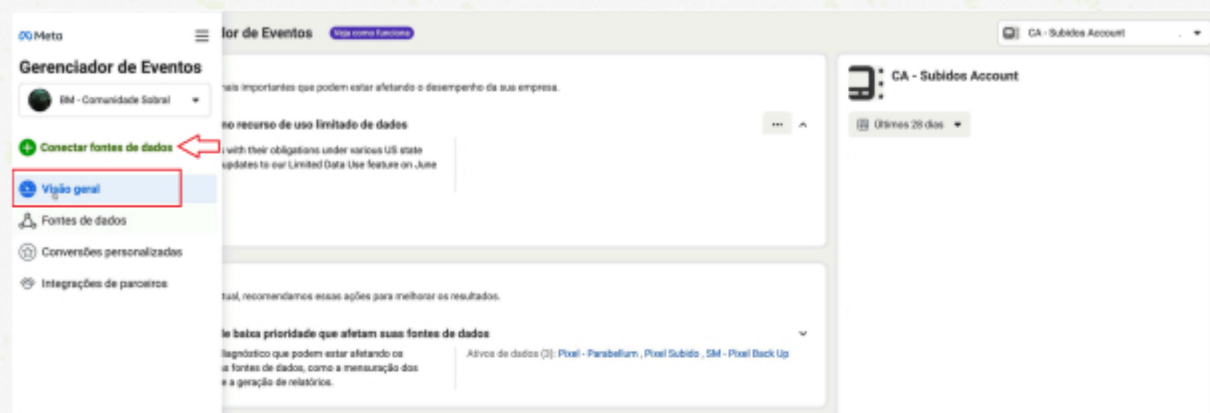 Meta
Gerenciador de Eventos
BM - Comunidade Sobral
Conectar fontes de dados
Visão geral
Fontes de dados
Conversões personalizadas
Integrações de parceiros
dor de Eventos
Veja como funciona
CA - Subidos Account
nais importantes que podem estar afetando o desempenho da sua empresa.
no recurso de uso limitado de dados
with their obligations under various US state
updates to our Limited Data Use feature on June
tual, recomendamos essas ações para melhorar os resultados.
de baixa prioridade que afetam suas fontes de dados
iagnóstico que podem estar afetando os
s fontes de dados, como a mensuração dos
e a geração de relatórios.
Ativos de dados (3): Pixel - Parabellum , Pixel Subido , SM - Pixel Back Up
CA - Subidos Account
Últimos 28 dias